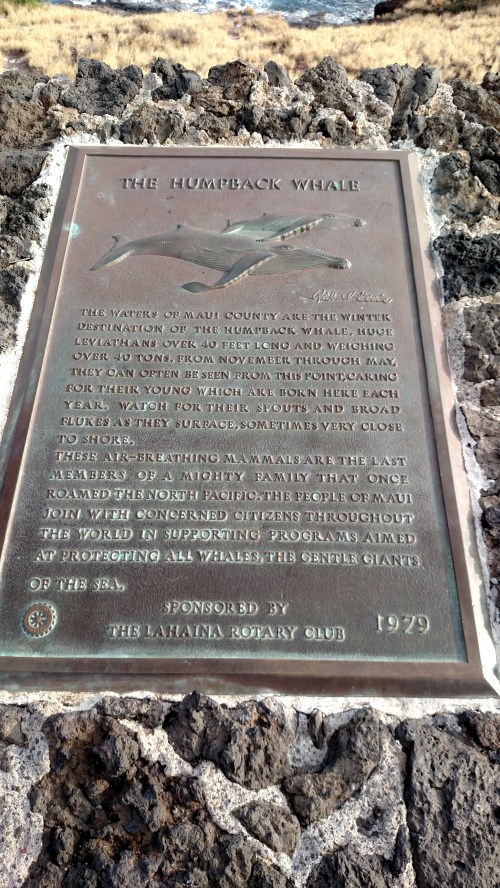 THE HUMPBACK WHALE
THE WATERS OF MAUI COUNTY ARE THE WINTER
DESTINATION OF THE HUMPBACK WHALE, HUGE
LEVIATHANS OVER 40 FEET LONG AND WEIGHING
OVER 40 TONS. FROM NOVEMBER THROUGH MAY,
THEY CAN OFTEN BE SEEN FROM THIS POINT, CARING
FOR THEIR YOUNG WHICH ARE BORN HERE EACH
YEAR. WATCH FOR THEIR SPOUTS AND BROAD
FLUKES AS THEY SURFACE, SOMETIMES VERY CLOSE
TO SHORE.
THESE AIR-BREATHING MAMMALS ARE THE LAST
MEMBERS OF A MIGHTY FAMILY THAT ONCE
ROAMED THE NORTH PACIFIC. THE PEOPLE OF MAUI
JOIN WITH CONCERNED CITIZENS THROUGHOUT
THE WORLD IN SUPPORTING PROGRAMS AIMED
AT PROTECTING ALL WHALES, THE GENTLE GIANTS
OF THE SEA.
SPONSORED BY
THE LAHAINA ROTARY CLUB
1979